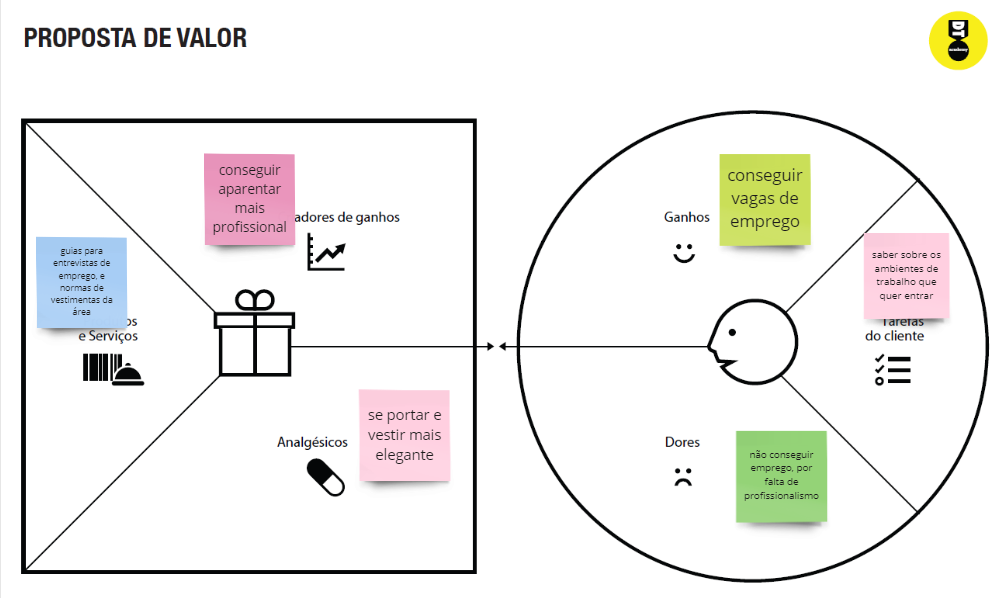 PROPOSTA DE VALOR
DT
academy
conseguir
aparentar
mais
profissional
adores de ganhos
guias para
entrevistas de
emprego, e
normas de
vestimentas da
área
os
e Serviços
se portar e
vestir mais
elegante
Analgésicos
Ganhos
conseguir
vagas de
emprego
saber sobre os
ambientes de
trabalho que
quer entrar
Tarefas
do cliente
Dores
não conseguir
emprego, por
falta de
profissionalismo